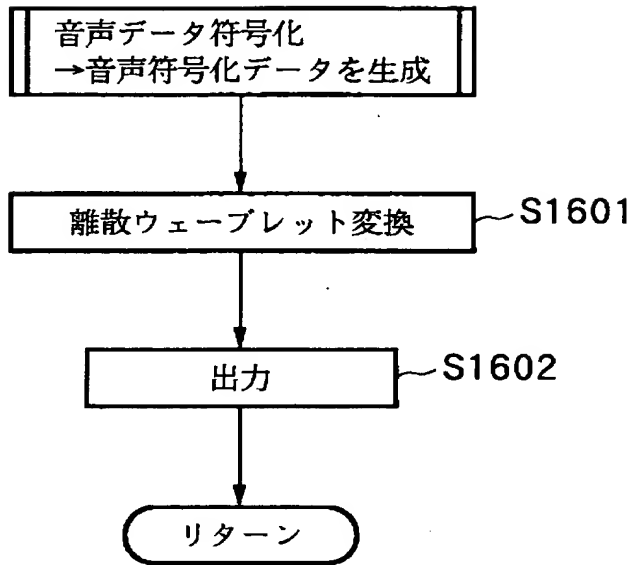 音声データ符号化
→音声符号化データを生成
離散ウェーブレット変換
S1601
出力
S1602
リターン